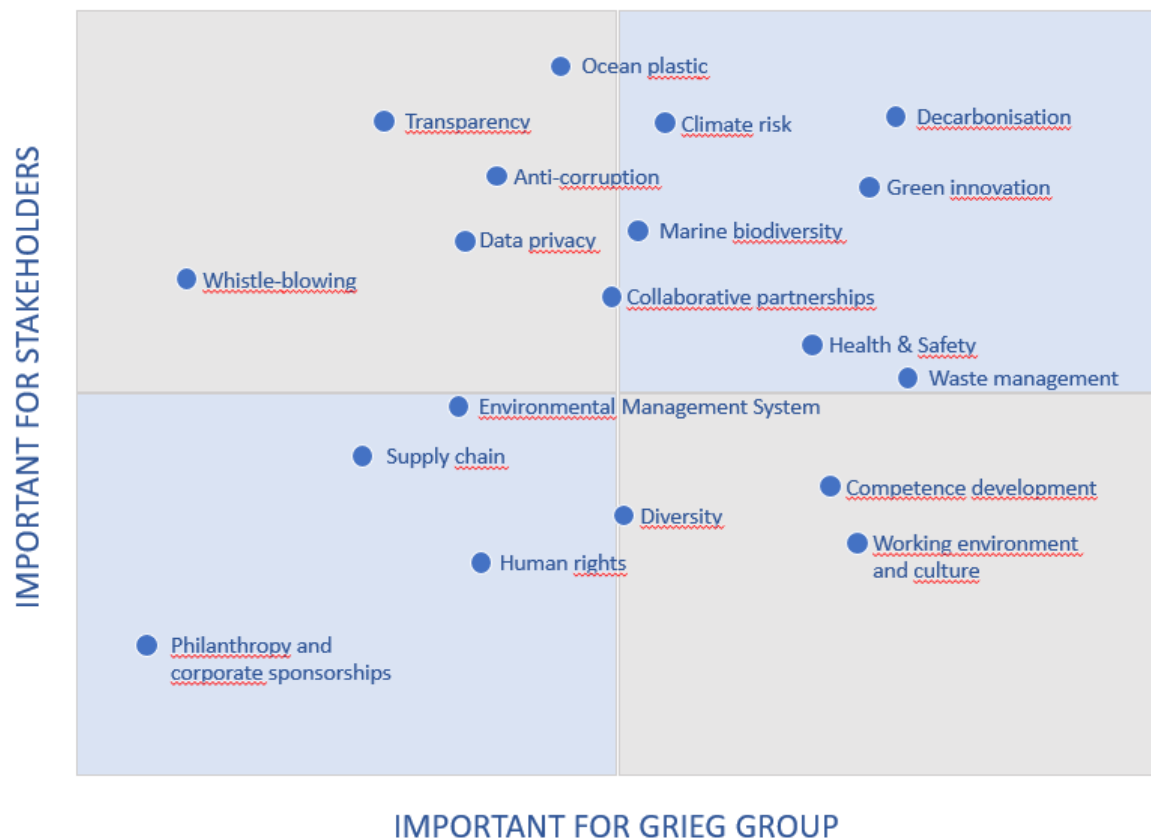 Ocean plastic
Transparency
Climate risk
Decarbonisation
Anti-corruption
Green innovation
Data privacy
Marine biodiversity
Whistle-blowing
Collaborative partnerships
Health & Safety
Waste management
Environmental Management System
Supply chain
Competence development
Diversity
Working environment
and culture
Human rights
Philanthropy and
corporate sponsorships
IMPORTANT FOR STAKEHOLDERS
IMPORTANT FOR GRIEG GROUP